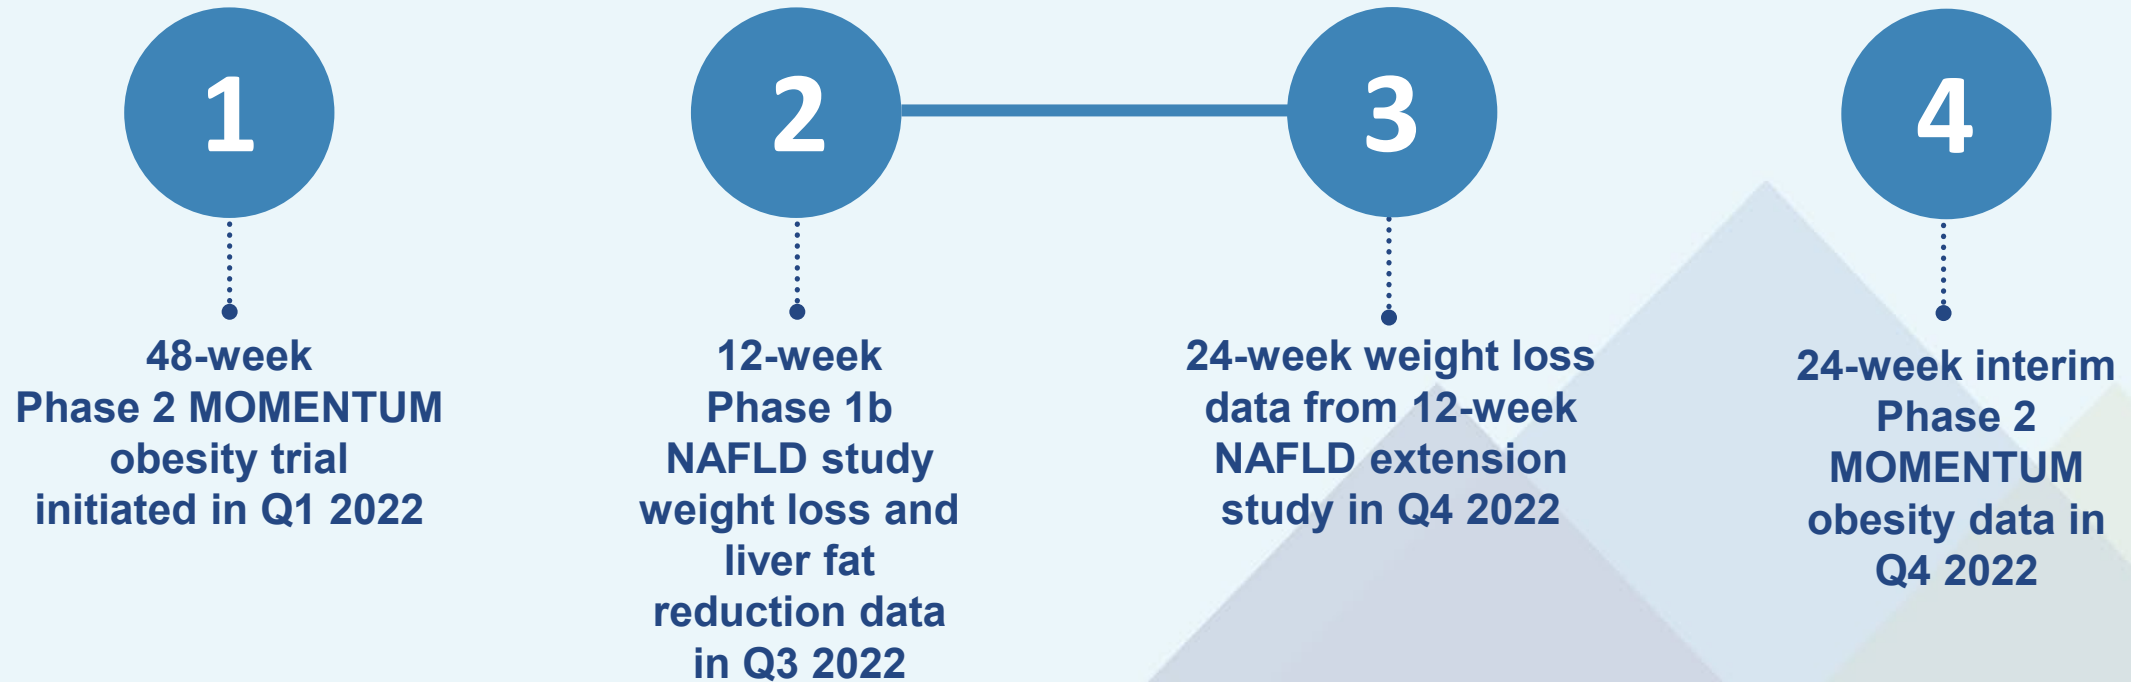 1
48-week
Phase 2 MOMENTUM
obesity trial
initiated in Q1 2022
2
12-week
Phase 1b
NAFLD study
weight loss and
liver fat
reduction data
in Q3 2022
3
24-week weight loss
data from 12-week
NAFLD extension
study in Q4 2022
4
24-week interim
Phase 2
MOMENTUM
obesity data in
Q4 2022